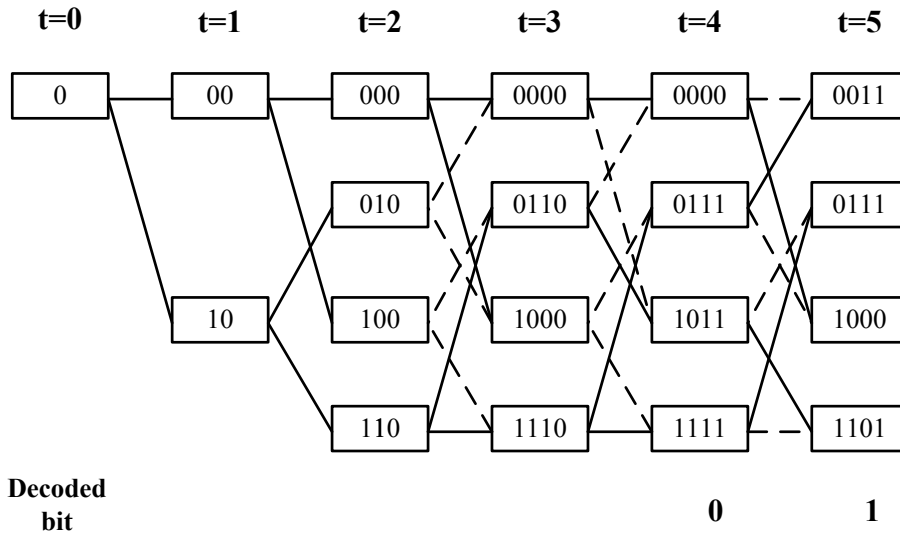 t=0 t=1 t=2 t=3 t=4 t=5
0 00 000 0000 0000 0011
010 0110 0111 0111
10 100 1000 1011 1000
110 1110 1111 1101
Decoded
bit
0 1